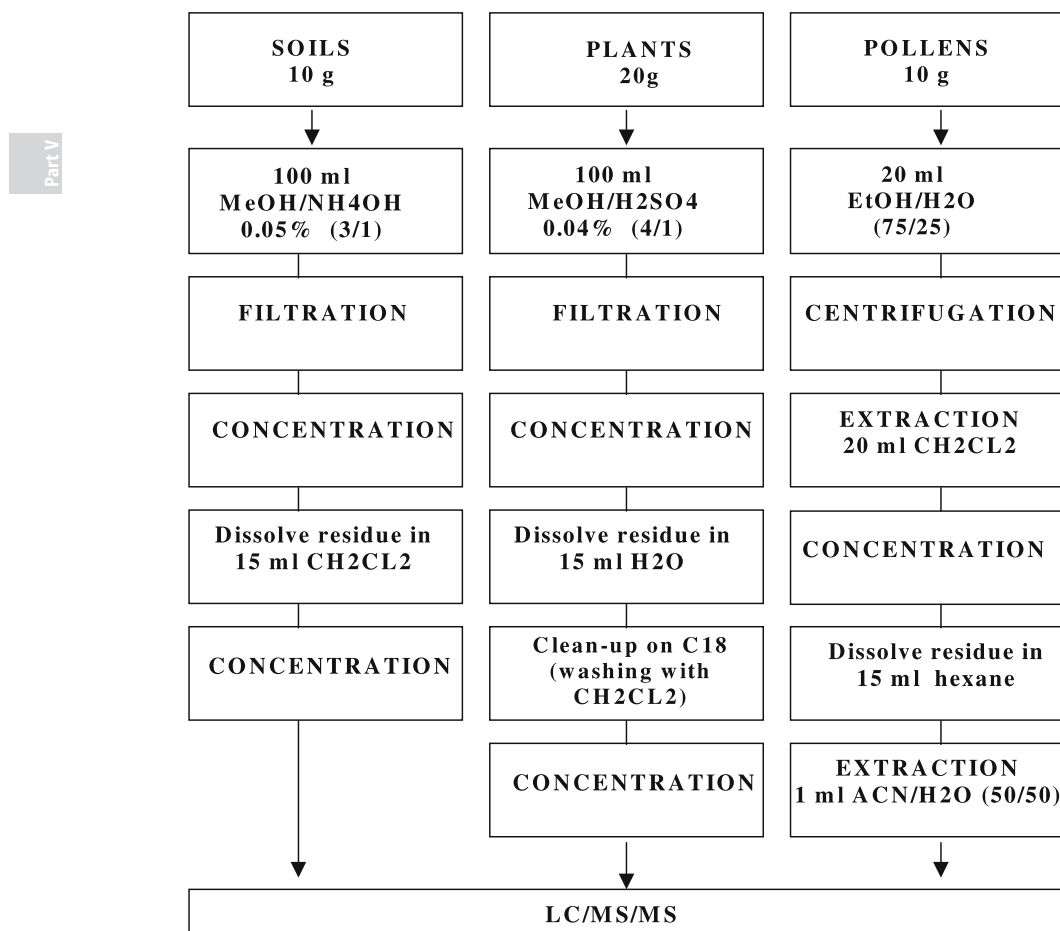 Part V
SOILS
10 g
PLANTS
20g
POLLENS
10 g
100 ml
MeOH/NH4OH
0.05% (3/1)
100 ml
MeOH/H2SO4
0.04% (4/1)
20 ml
EtOH/H2O
(75/25)
FILTRATION
FILTRATION
CENTRIFUGATION
CONCENTRATION
CONCENTRATION
EXTRACTION
20 ml CH2CL2
Dissolve residue in
15 ml CH2CL2
Dissolve residue in
15 ml H2O
CONCENTRATION
CONCENTRATION
Clean-up on C18
(washing with
CH2CL2)
Dissolve residue in
15 ml hexane
CONCENTRATION
EXTRACTION
1 ml ACN/H2O (50/50)
LC/MS/MS